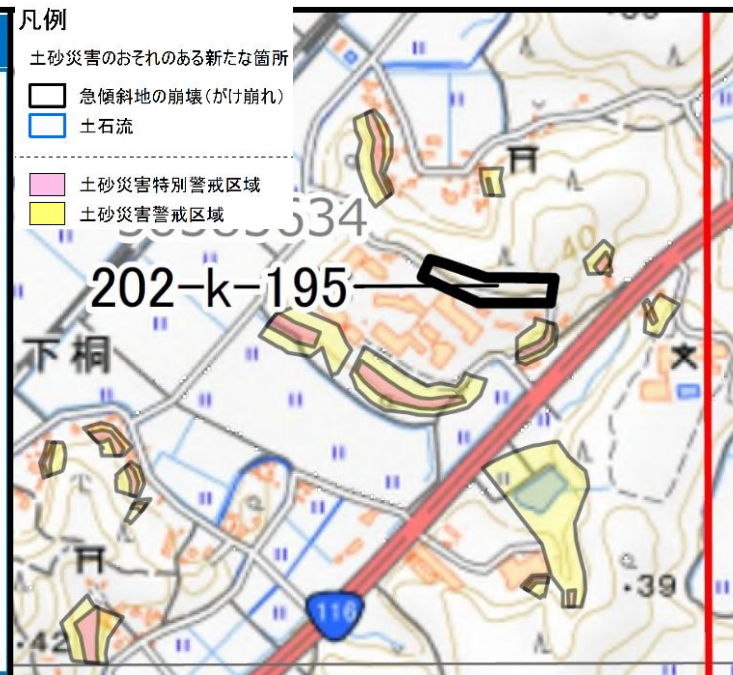 凡例
土砂災害のおそれのある新たな箇所
急傾斜地の崩壊(がけ崩れ)
土石流
土砂災害特別警戒区域
土砂災害警戒区域
634
202-k-195
40
下桐
文
116
・39
・42